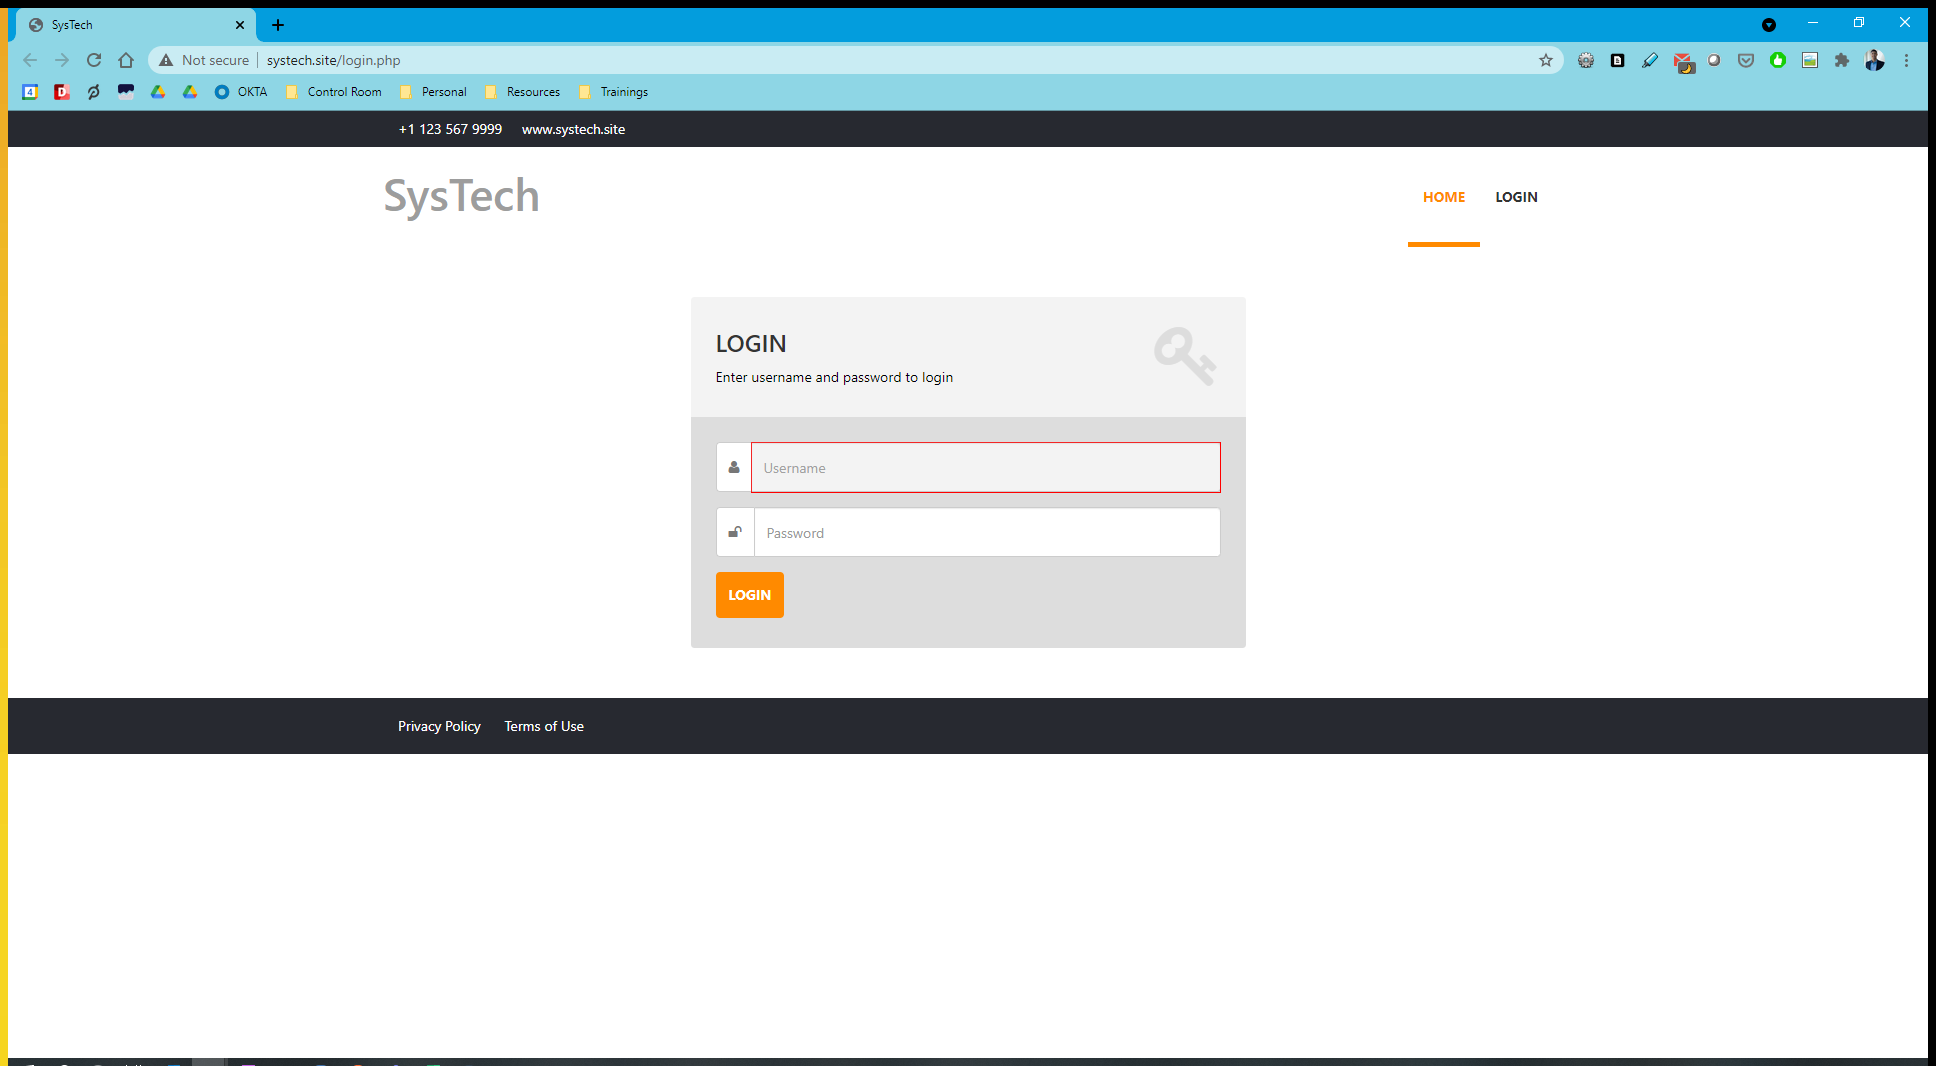 SysTech
Not secure systech.site/login.php
4 D OKTA Control Room Personal Resources Trainings
+1 123 567 9999 www.systech.site
SysTech
HOME LOGIN
LOGIN
Enter username and password to login
Username
Password
LOGIN
Privacy Policy Terms of Use